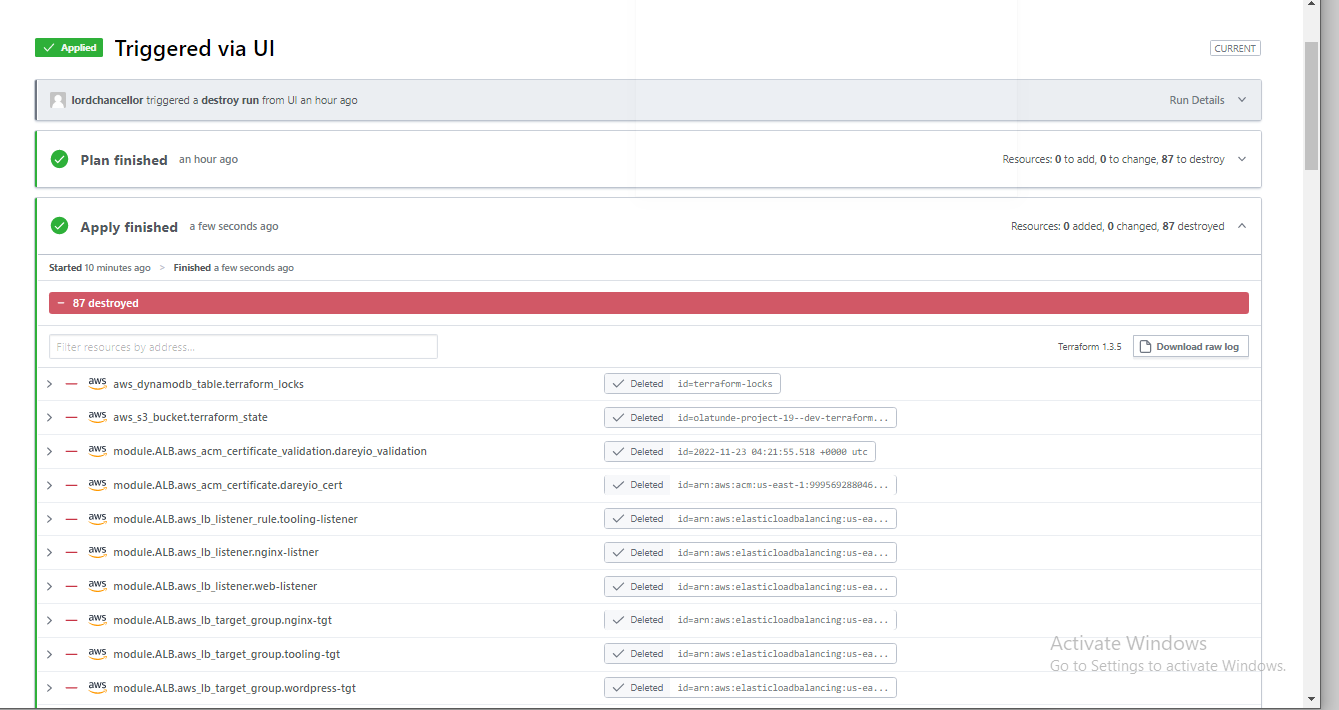 Applied Triggered via UI CURRENT
lordchancellor triggered a destroy run from UI an hour ago Run Details
Plan finished an hour ago Resources: 0 to add, 0 to change, 87 to destroy
Apply finished a few seconds ago Resources: 0 added, 0 changed, 87 destroyed
Started 10 minutes ago > Finished a few seconds ago
− 87 destroyed
Filter resources by address... Terraform 1.3.5 Download raw log
aws aws_dynamodb_table.terraform_locks Deleted id=terraform-locks
aws aws_s3_bucket.terraform_state Deleted id=olatunde-project-19--dev-terraform...
aws module.ALB.aws_acm_certificate_validation.dareyio_validation Deleted id=2022-11-23 04:21:55.518 +0000 utc
aws module.ALB.aws_acm_certificate.dareyio_cert Deleted id=arn:aws:acm:us-east-1:999569288046...
aws module.ALB.aws_lb_listener_rule.tooling-listener Deleted id=arn:aws:elasticloadbalancing:us-ea...
aws module.ALB.aws_lb_listener.nginx-listner Deleted id=arn:aws:elasticloadbalancing:us-ea...
aws module.ALB.aws_lb_listener.web-listener Deleted id=arn:aws:elasticloadbalancing:us-ea...
aws module.ALB.aws_lb_target_group.nginx-tgt Deleted id=arn:aws:elasticloadbalancing:us-ea...
aws module.ALB.aws_lb_target_group.tooling-tgt Deleted id=arn:aws:elasticloadbalancing:us-ea...
aws module.ALB.aws_lb_target_group.wordpress-tgt Deleted id=arn:aws:elasticloadbalancing:us-ea...
Activate Windows
Go to Settings to activate Windows.